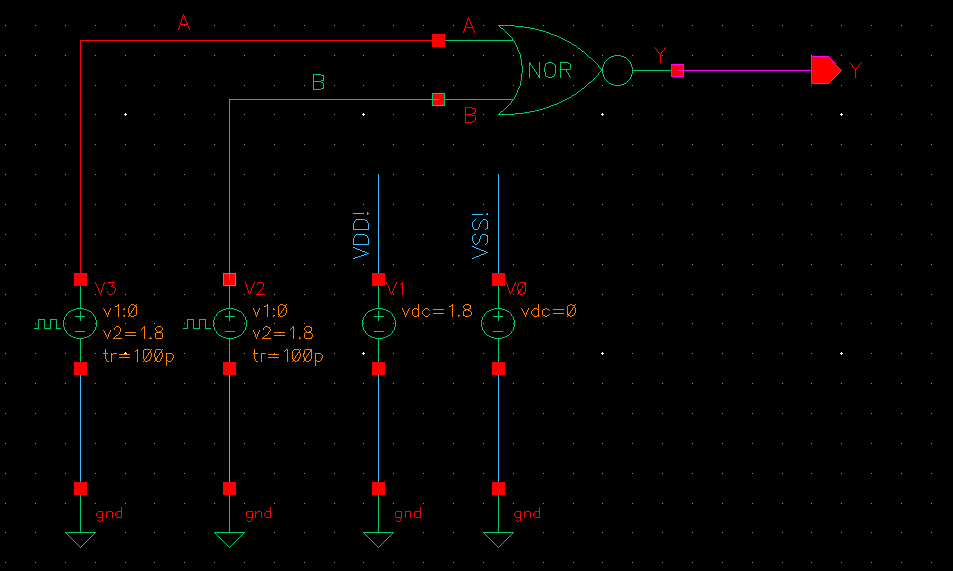 A
A
B
B
NOR
Y
Y
VDD!
VSS!
V3
v1:0
v2=1.8
tr=100p
V2
v1:0
v2=1.8
tr=100p
V1
vdc=1.8
V0
vdc=0
gnd
gnd
gnd
gnd